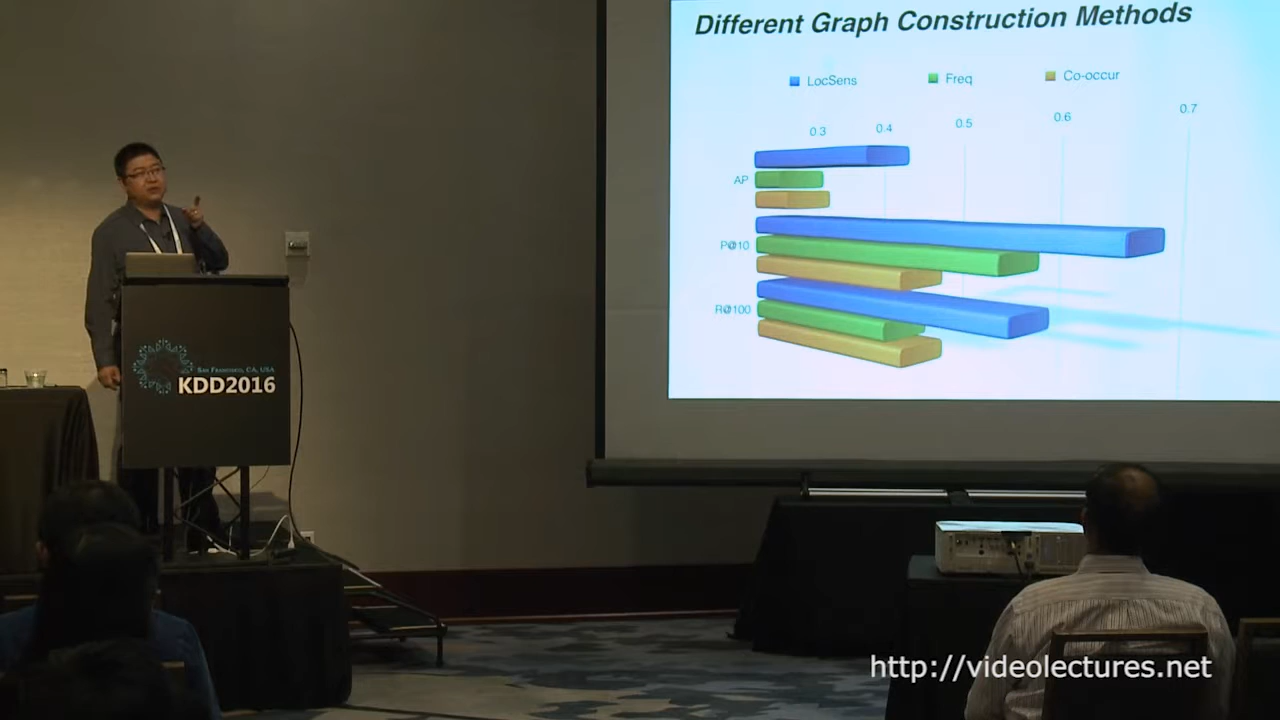 Different Graph Construction Methods
LocSens Freq Co-occur
0.3 0.4 0.5 0.6 0.7
AP
P@10
R@100
SAN FRANCISCO, CA, USA
KDD2016
http://videolectures.net